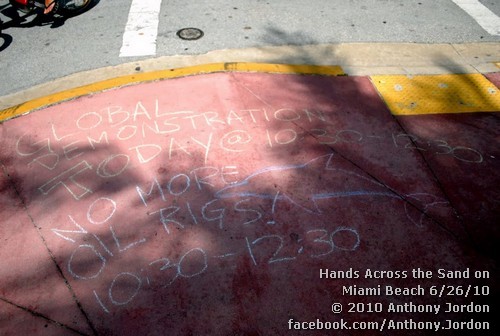 GLOBAL
DEMONSTRATION
TODAY @ 10:30-12:30
NO MORE
OIL RIGS!
10:30-12:30
Hands Across the Sand on
Miami Beach 6/26/10
© 2010 Anthony Jordon
facebook.com/Anthony.Jordon